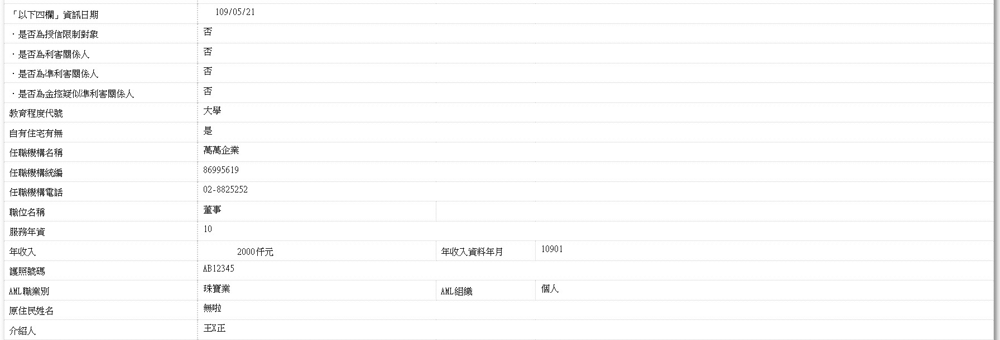 「以下四欄」資訊日期 109/05/21
．是否為授信限制對象 否
．是否為利害關係人 否
．是否為準利害關係人 否
．是否為金控疑似準利害關係人 否
教育程度代號 大學
自有住宅有無 是
任職機構名稱 萬萬企業
任職機構統編 86995619
任職機構電話 02-8825252
職位名稱 董事
服務年資 10
年收入 2000仟元 年收入資料年月 10901
護照號碼 AB12345
AML職業別 珠寶業 AML組織 個人
原住民姓名 無啦
介紹人 王X正